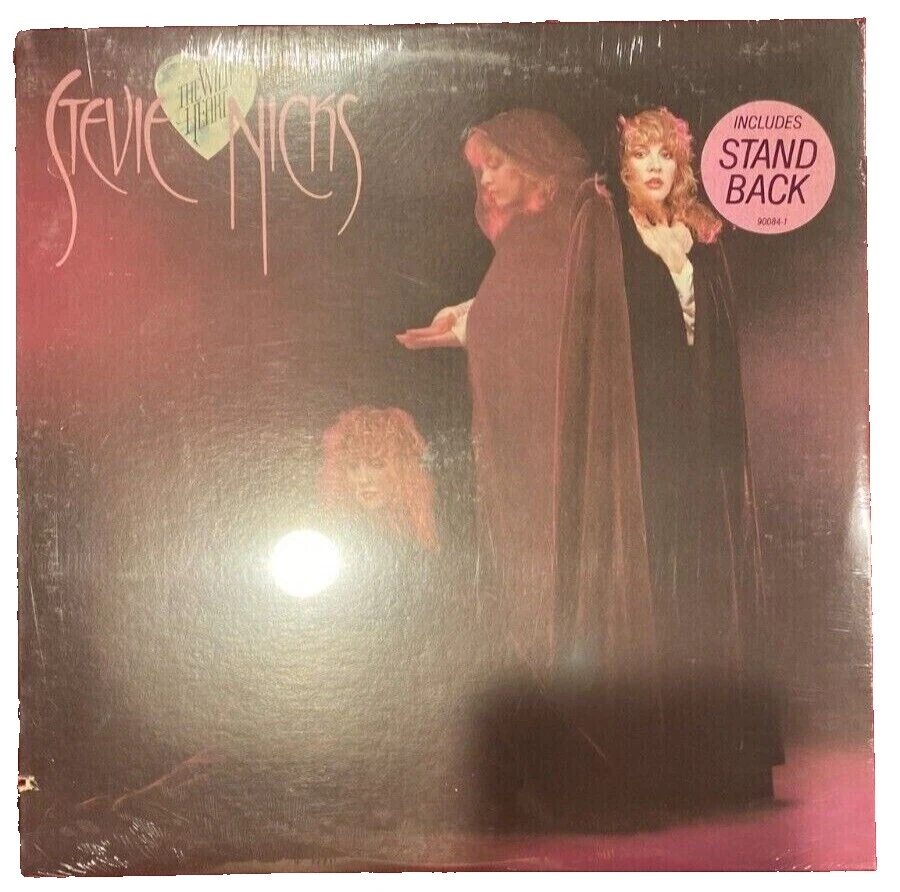 STEVIE NICKS
THE WILD
HEART
INCLUDES
STAND
BACK
90084-1